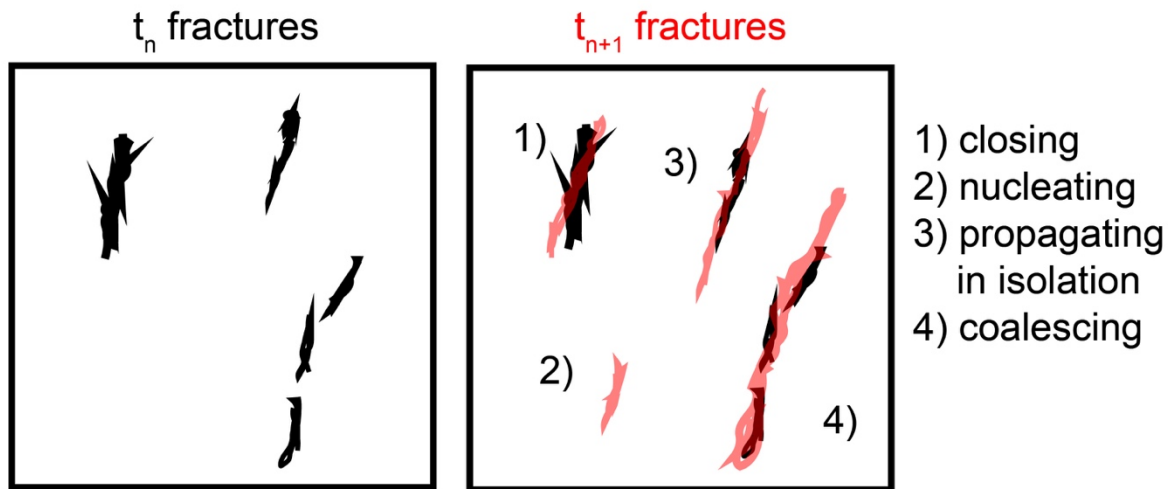 tn fractures
tn+1 fractures
1)
3)
2)
4)
1) closing
2) nucleating
3) propagating
in isolation
4) coalescing